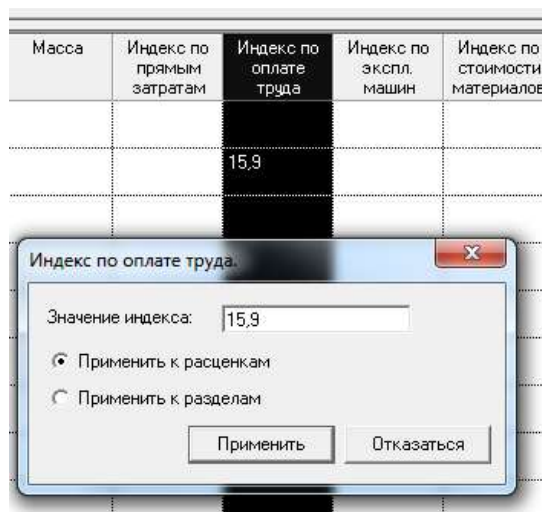 Масса
Индекс по
прямым
затратам
Индекс по
оплате
труда
Индекс по
экспл.
машин
Индекс по
стоимости
материалов
15,9
Индекс по оплате труда.
Значение индекса:
15,9
Применить к расценкам
Применить к разделам
Применить
Отказаться